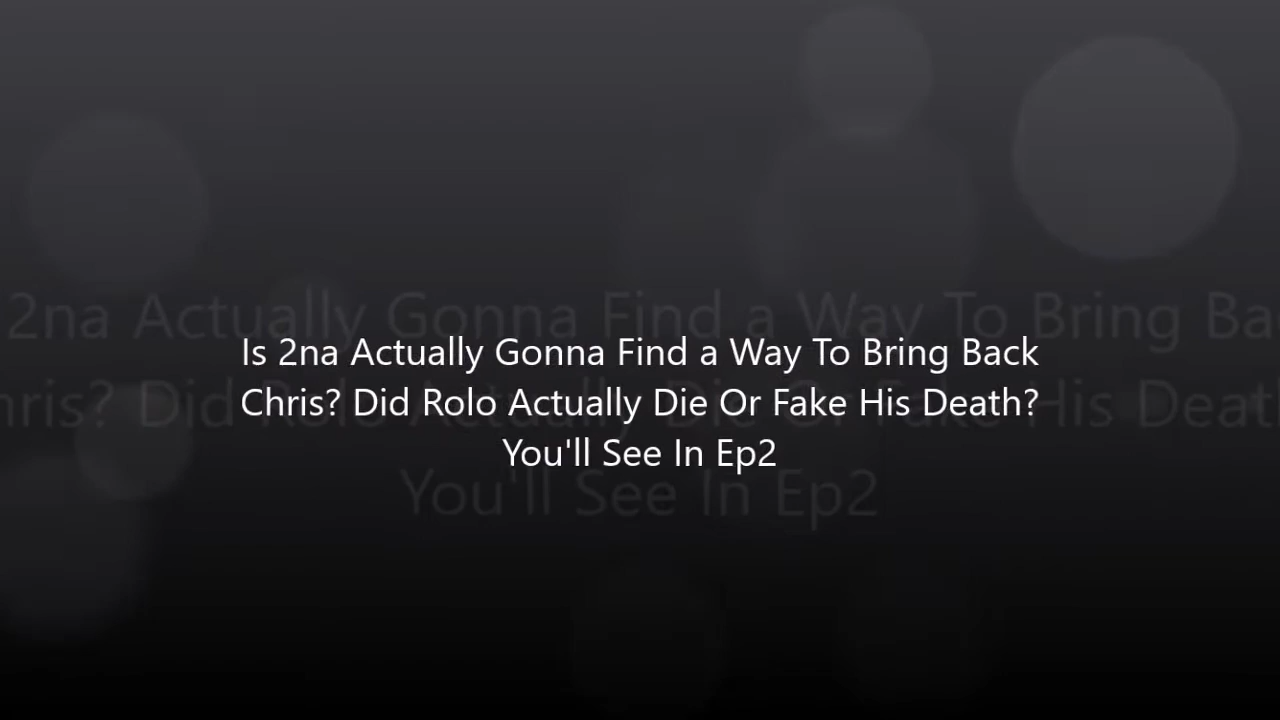 Is 2na Actually Gonna Find a Way To Bring Back
Chris? Did Rolo Actually Die Or Fake His Death?
You'll See In Ep2